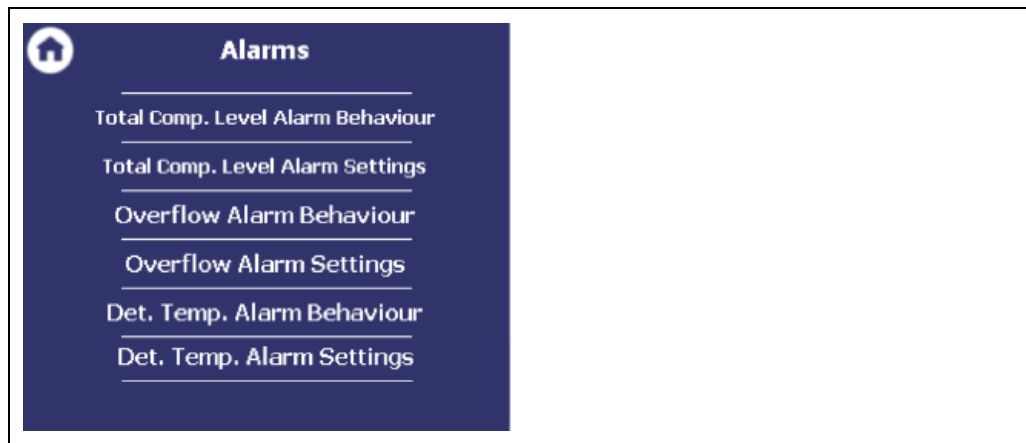 Alarms
Total Comp. Level Alarm Behaviour
Total Comp. Level Alarm Settings
Overflow Alarm Behaviour
Overflow Alarm Settings
Det. Temp. Alarm Behaviour
Det. Temp. Alarm Settings